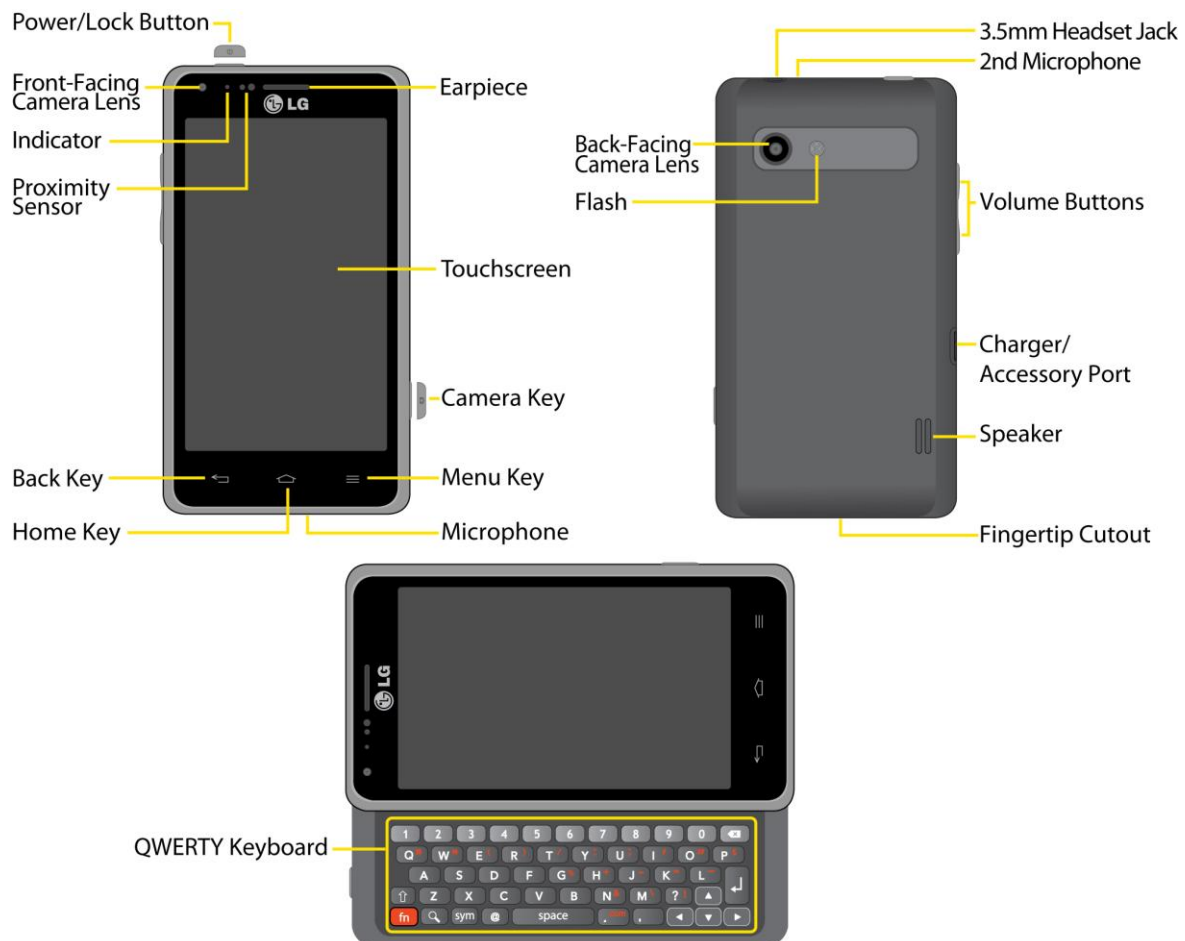 Power/Lock Button
Front-Facing
Camera Lens
Indicator
Proximity
Sensor
Back Key
Home Key
LG
Earpiece
Touchscreen
Camera Key
Menu Key
Microphone
Back-Facing
Camera Lens
Flash
3.5mm Headset Jack
2nd Microphone
Volume Buttons
Charger/
Accessory Port
Speaker
Fingertip Cutout
LG
QWERTY Keyboard
1 2 3 4 5 6 7 8 9 0
Q W E R T Y U I O P
A S D F G H J K L
Z X C V B N M ?
fn sym @ space . .com ,